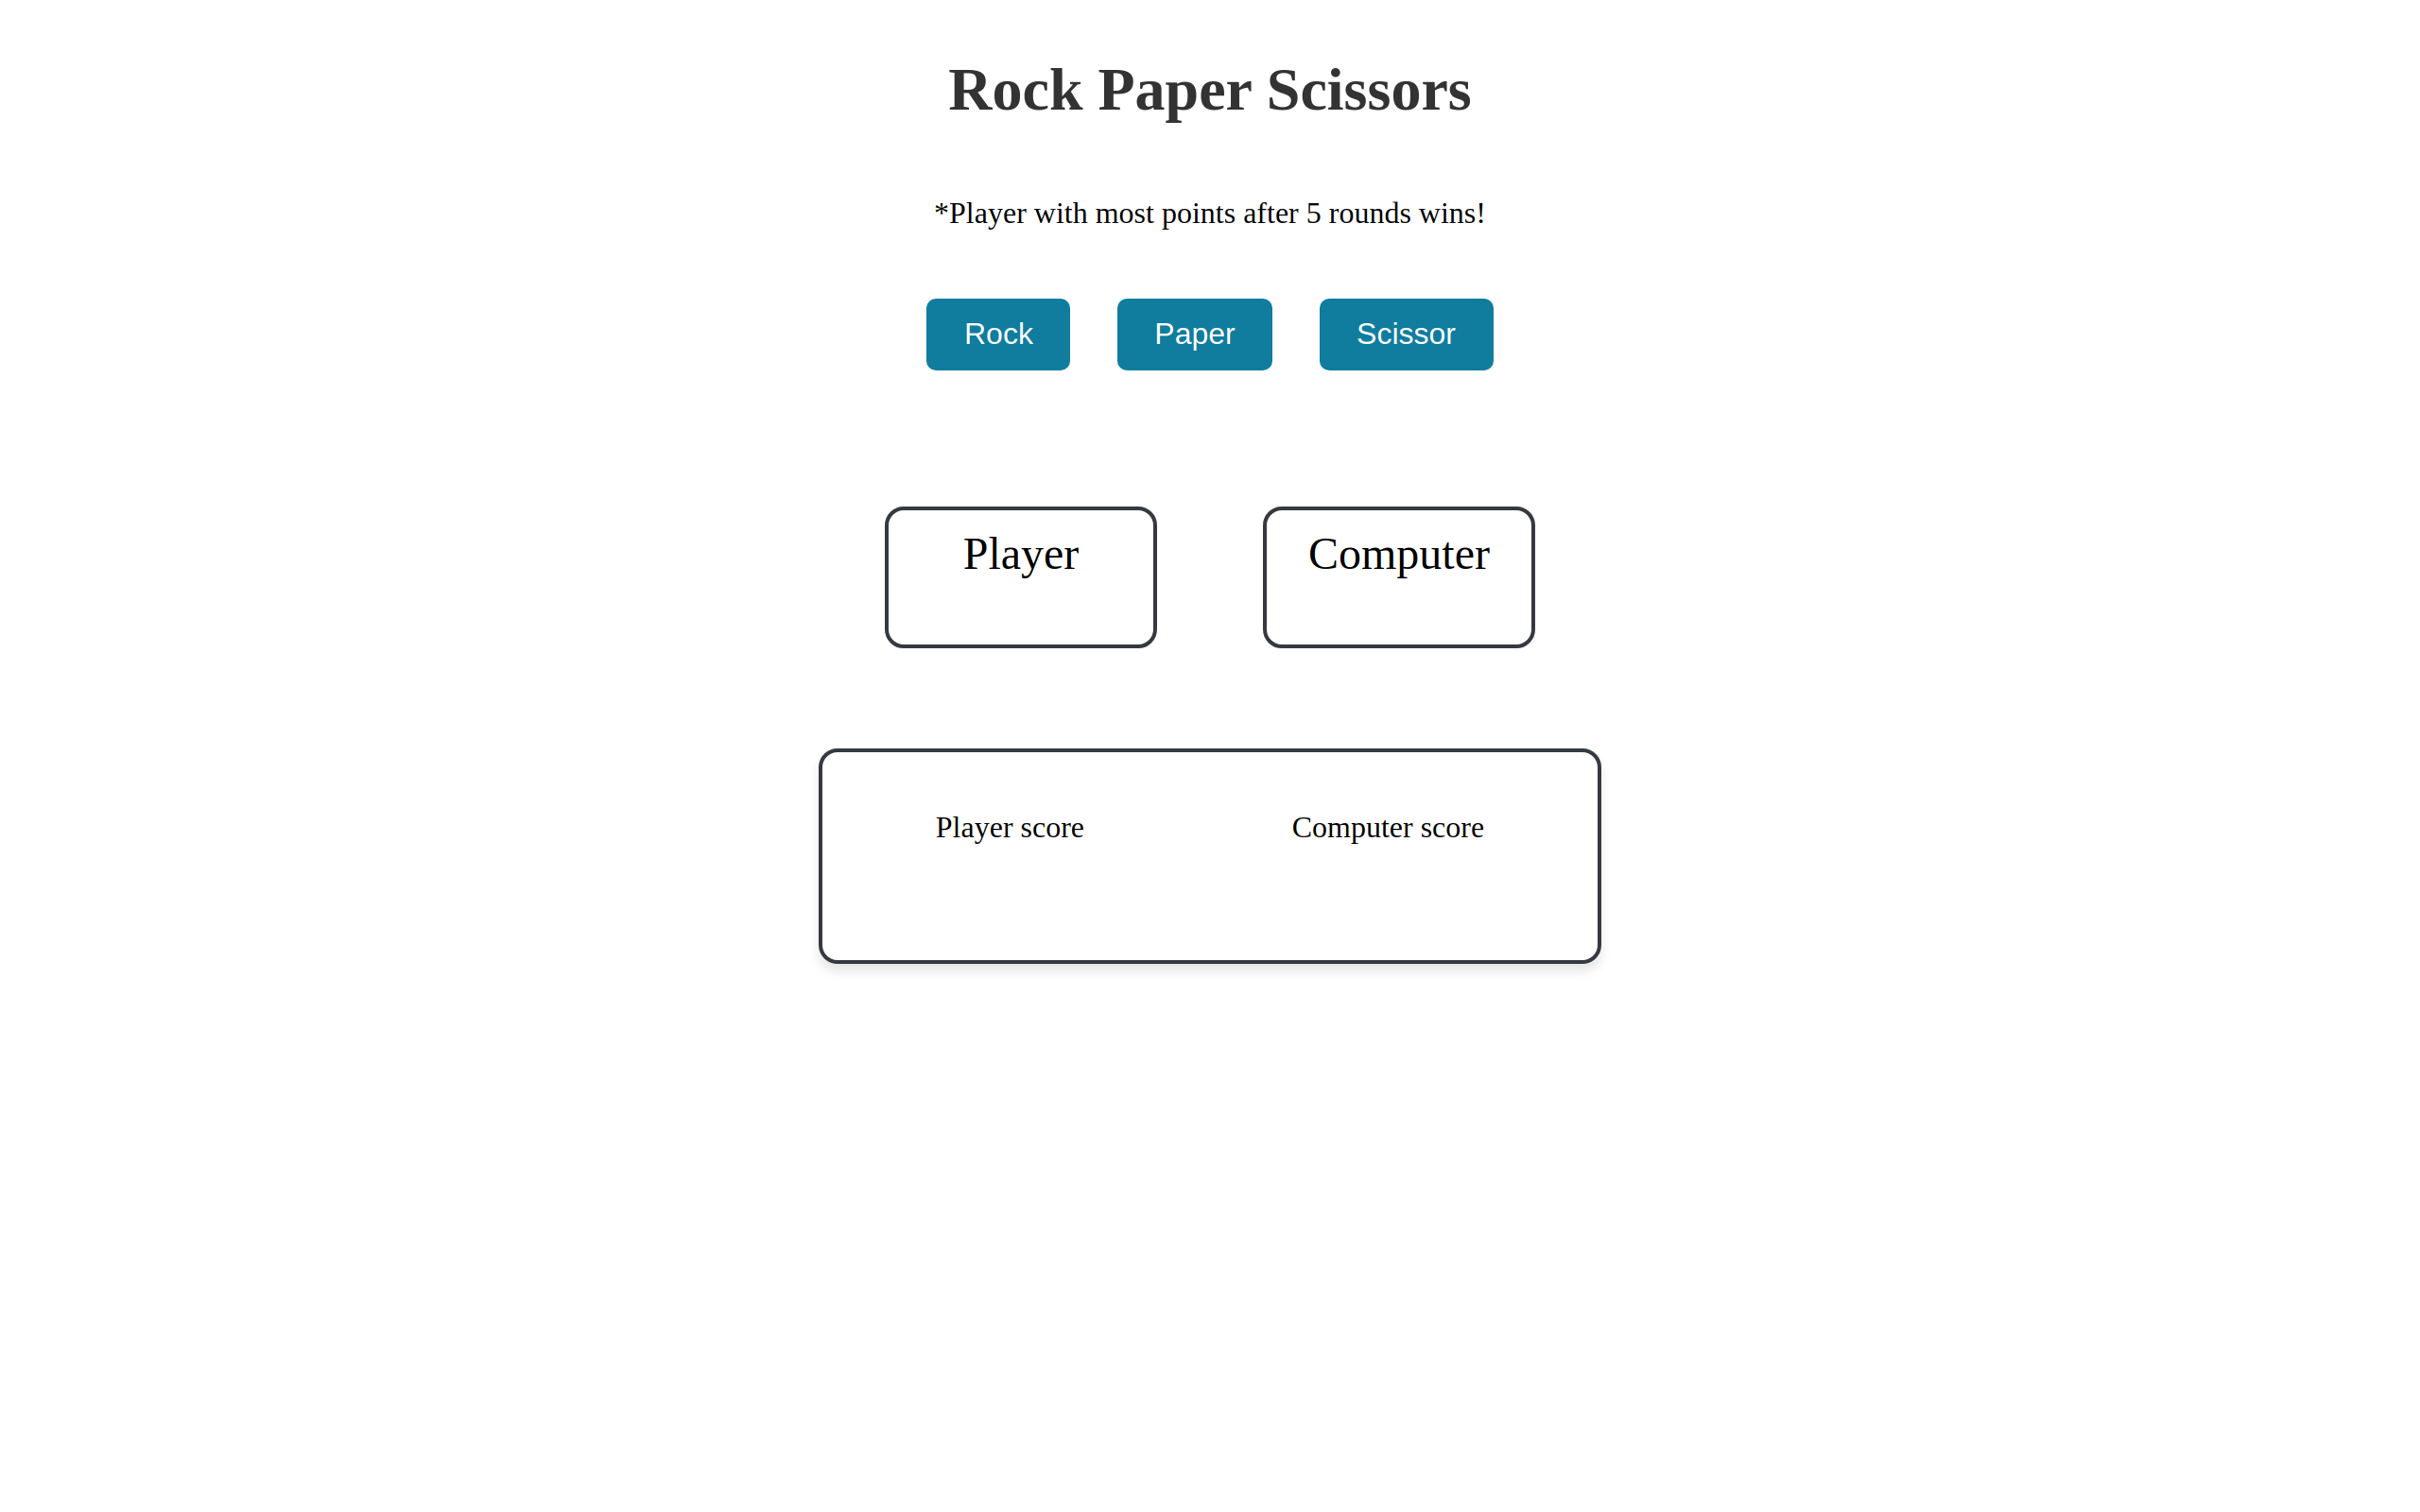 Rock Paper Scissors
*Player with most points after 5 rounds wins!
Rock Paper Scissor
Player Computer
Player score Computer score